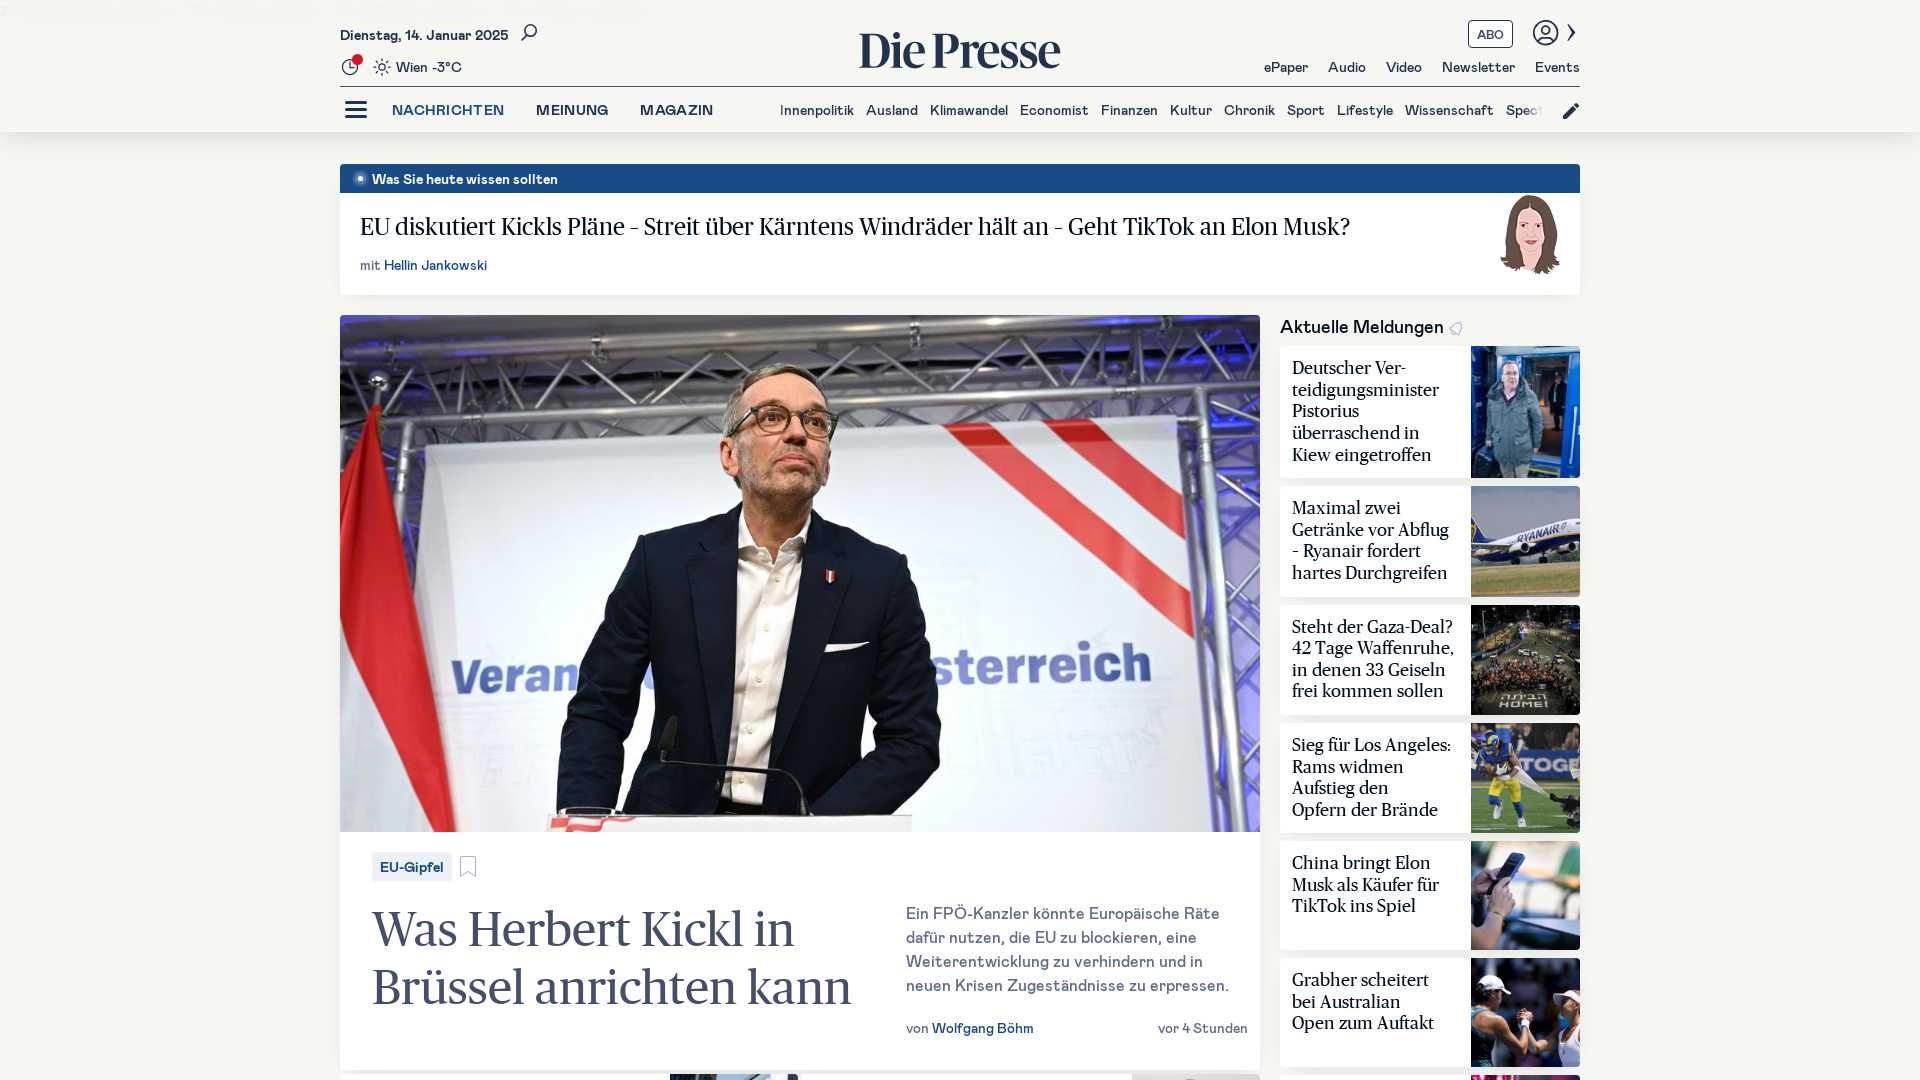 Dienstag, 14. Januar 2025
Wien -3°C
Die Presse
ABO
ePaper Audio Video Newsletter Events
NACHRICHTEN MEINUNG MAGAZIN
Innenpolitik Ausland Klimawandel Economist Finanzen Kultur Chronik Sport Lifestyle Wissenschaft Spect
Was Sie heute wissen sollten
EU diskutiert Kickls Pläne – Streit über Kärntens Windräder hält an – Geht TikTok an Elon Musk?
mit Hellin Jankowski
Veran
sterreich
EU-Gipfel
Was Herbert Kickl in
Brüssel anrichten kann
Ein FPÖ-Kanzler könnte Europäische Räte
dafür nutzen, die EU zu blockieren, eine
Weiterentwicklung zu verhindern und in
neuen Krisen Zugeständnisse zu erpressen.
von Wolfgang Böhm
vor 4 Stunden
Aktuelle Meldungen
Deutscher Ver-
teidigungsminister
Pistorius
überraschend in
Kiew eingetroffen
Maximal zwei
Getränke vor Abflug
– Ryanair fordert
hartes Durchgreifen
RYANAIR
Steht der Gaza-Deal?
42 Tage Waffenruhe,
in denen 33 Geiseln
frei kommen sollen
הביתה
HOME!
Sieg für Los Angeles:
Rams widmen
Aufstieg den
Opfern der Brände
TOGE
China bringt Elon
Musk als Käufer für
TikTok ins Spiel
Grabher scheitert
bei Australian
Open zum Auftakt